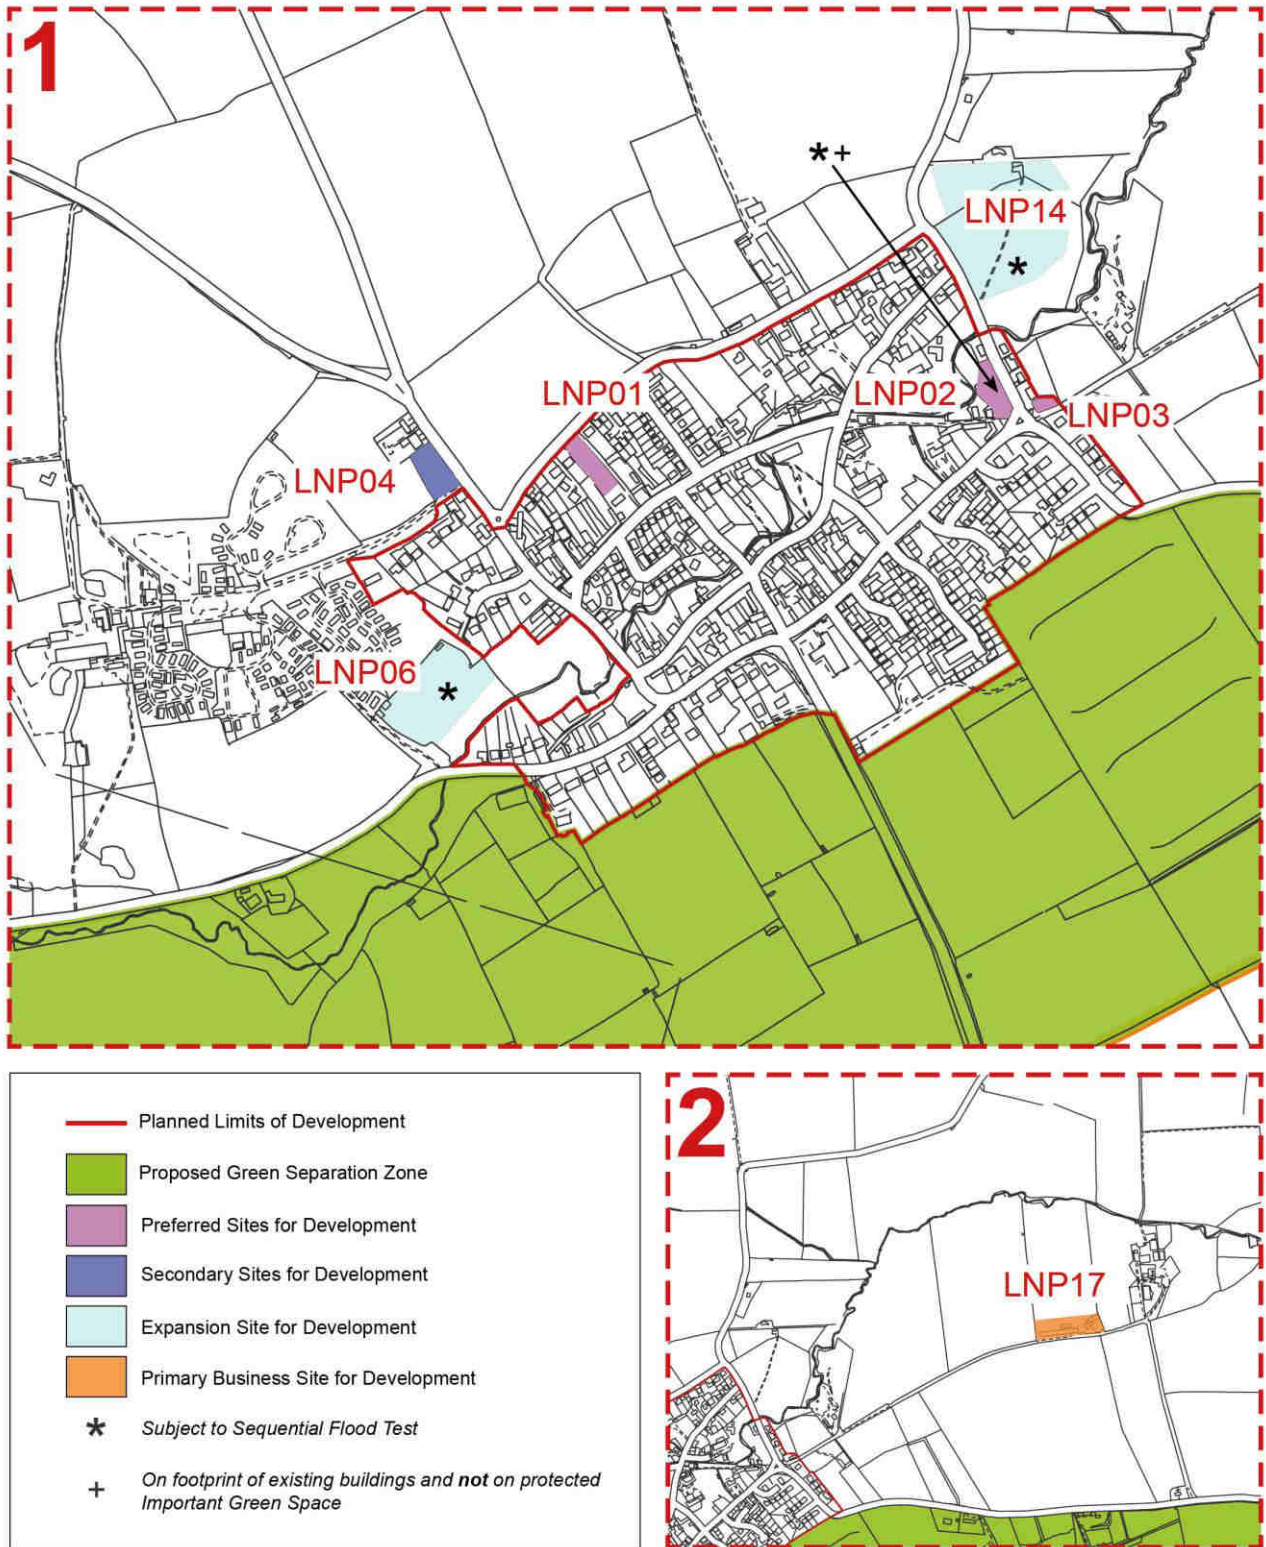 1
*+
LNP14
*
LNP01
LNP02
LNP03
LNP04
LNP06
*
Planned Limits of Development
Proposed Green Separation Zone
Preferred Sites for Development
Secondary Sites for Development
Expansion Site for Development
Primary Business Site for Development
* Subject to Sequential Flood Test
+ On footprint of existing buildings and not on protected
Important Green Space
2
LNP17